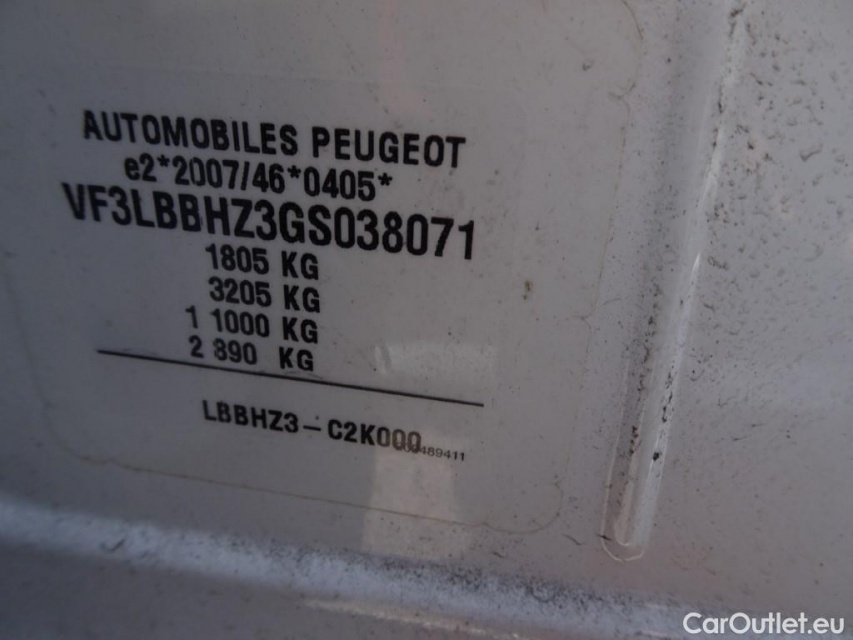 AUTOMOBILES PEUGEOT
e2*2007/46*0405*
VF3LBBHZ3GS038071
1805 KG
3205 KG
1 1000 KG
2 890 KG
LBBHZ3-C2K000
CarOutlet.eu